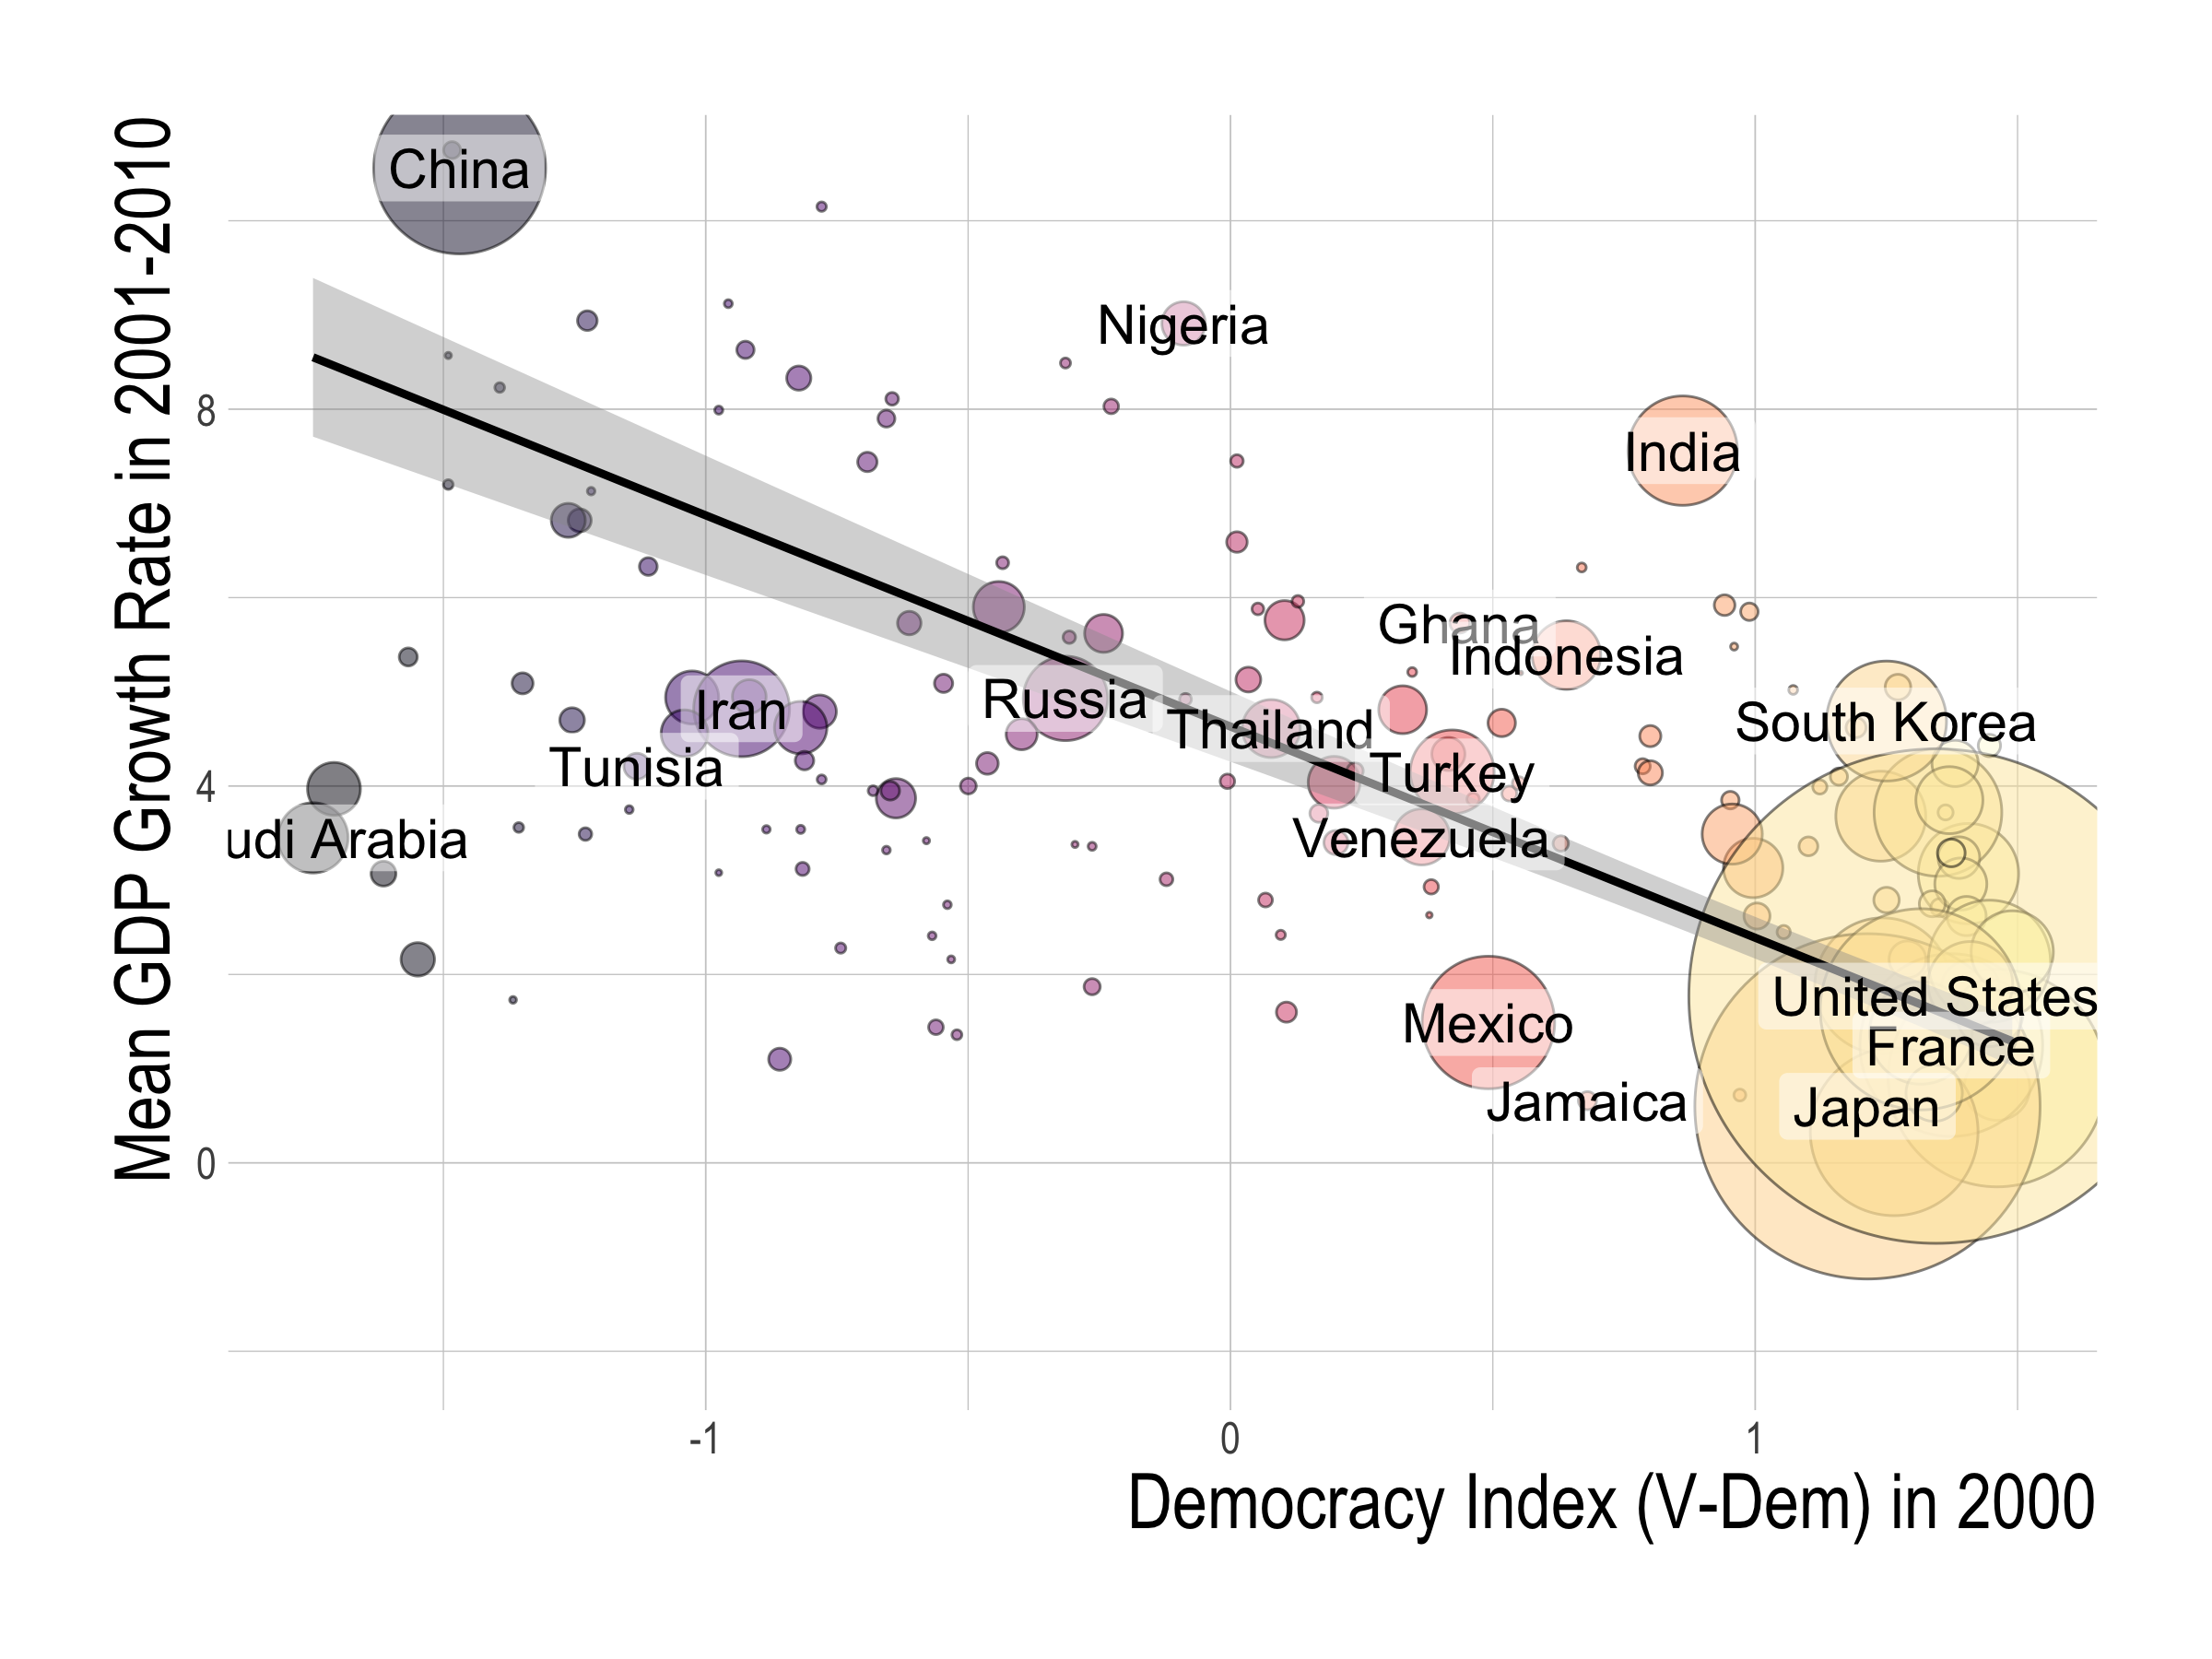 Mean GDP Growth Rate in 2001-2010
China
Nigeria
8
India
Ghana
Indonesia
Russia
Iran
Thailand
South Korea
Tunisia
Turkey
4
udi Arabia
Venezuela
United States
Mexico
France
Jamaica
Japan
0
-1
0
1
Democracy Index (V-Dem) in 2000